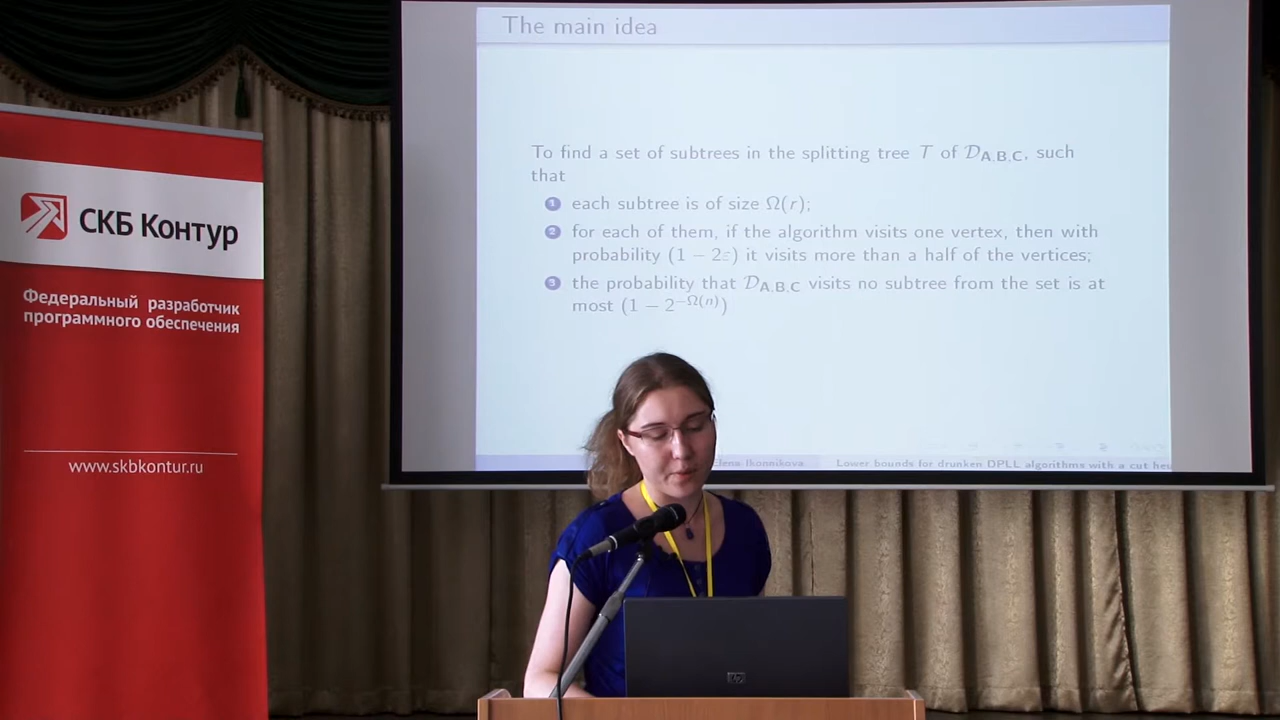 The main idea
To find a set of subtrees in the splitting tree T of 𝒟A,B,C, such
that
1 each subtree is of size Ω(r);
2 for each of them, if the algorithm visits one vertex, then with
probability (1 − 2ε) it visits more than a half of the vertices;
3 the probability that 𝒟A,B,C visits no subtree from the set is at
most (1 − 2^{−Ω(n)})
Elena Ikonnikova Lower bounds for drunken DPLL algorithms with a cut heu
СКБ Контур
Федеральный разработчик
программного обеспечения
www.skbkontur.ru
hp